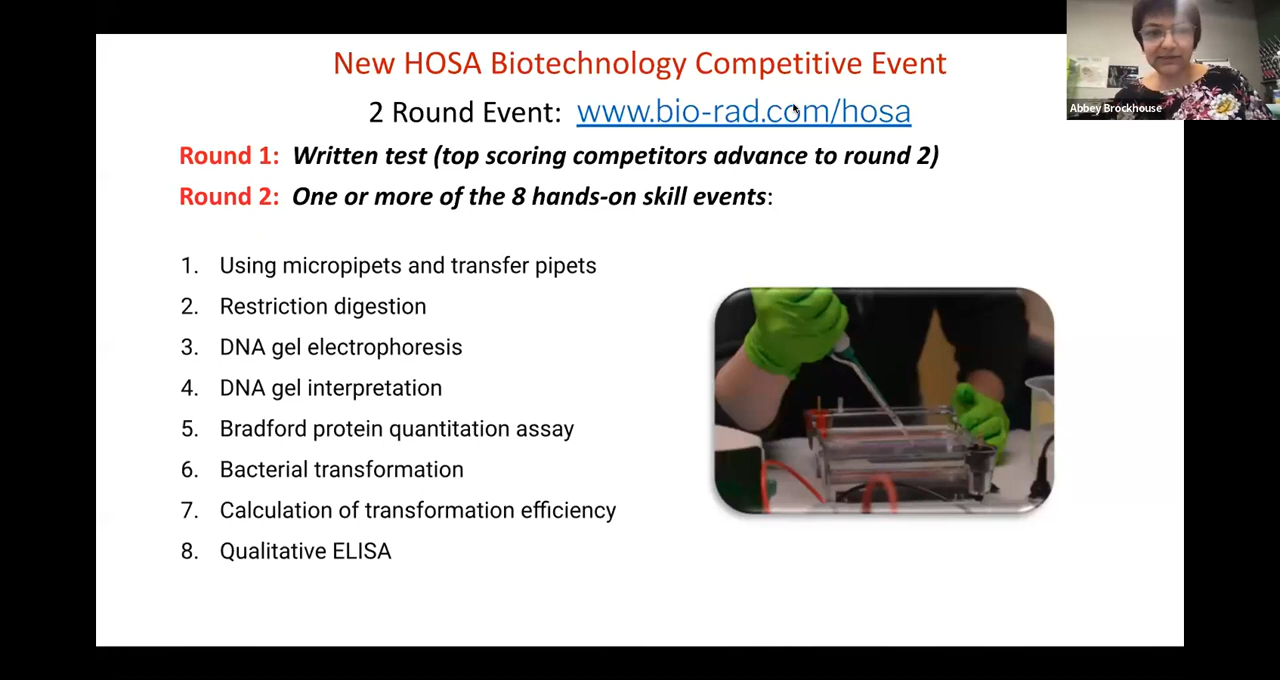 New HOSA Biotechnology Competitive Event
2 Round Event: www.bio-rad.com/hosa
Round 1: Written test (top scoring competitors advance to round 2)
Round 2: One or more of the 8 hands-on skill events:
1. Using micropipets and transfer pipets
2. Restriction digestion
3. DNA gel electrophoresis
4. DNA gel interpretation
5. Bradford protein quantitation assay
6. Bacterial transformation
7. Calculation of transformation efficiency
8. Qualitative ELISA
Abbey Brockhouse